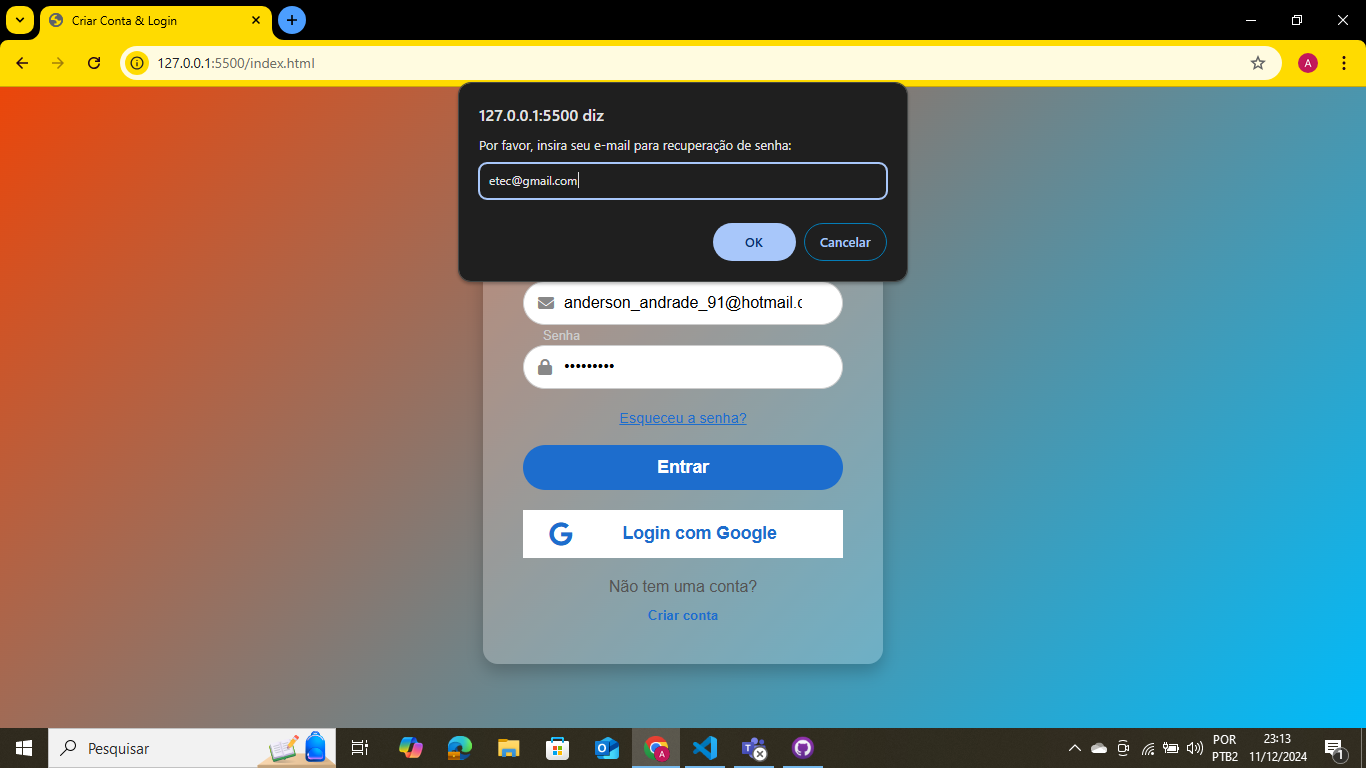 Criar Conta & Login
127.0.0.1:5500/index.html
A
127.0.0.1:5500 diz
Por favor, insira seu e-mail para recuperação de senha:
etec@gmail.com
OK
Cancelar
anderson_andrade_91@hotmail.c
Senha
Esqueceu a senha?
Entrar
G
Login com Google
Não tem uma conta?
Criar conta
Pesquisar
POR
PTB2
23:13
11/12/2024
1